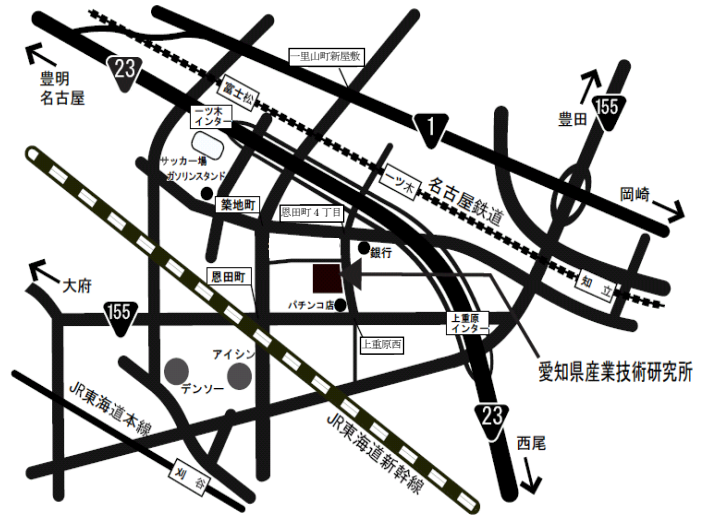 豊明
名古屋
23
一里山町新屋敷
富士松
一ツ木
インター
1
豊田
155
岡崎
サッカー場
ガソリンスタンド
築地町
恩田町4丁目
一ツ木
名古屋鉄道
銀行
知立
大府
155
恩田町
パチンコ店
上重原
インター
上重原西
愛知県産業技術研究所
アイシン
デンソー
JR東海道本線
JR東海道新幹線
刈谷
23
西尾